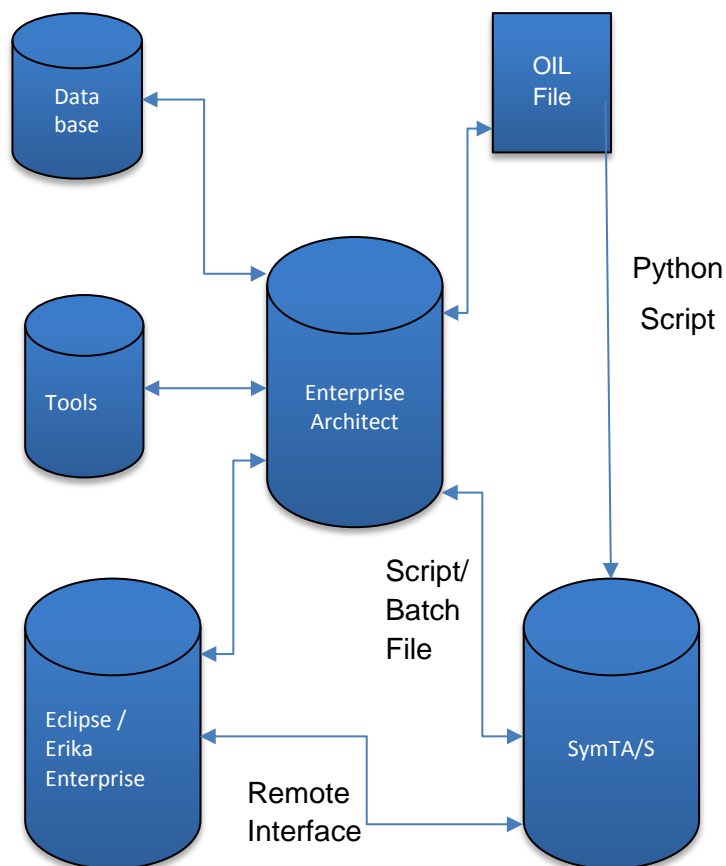 Data
base
OIL
File
Python
Script
Tools
Enterprise
Architect
Script/
Batch
File
Eclipse /
Erika
Enterprise
SymTA/S
Remote
Interface